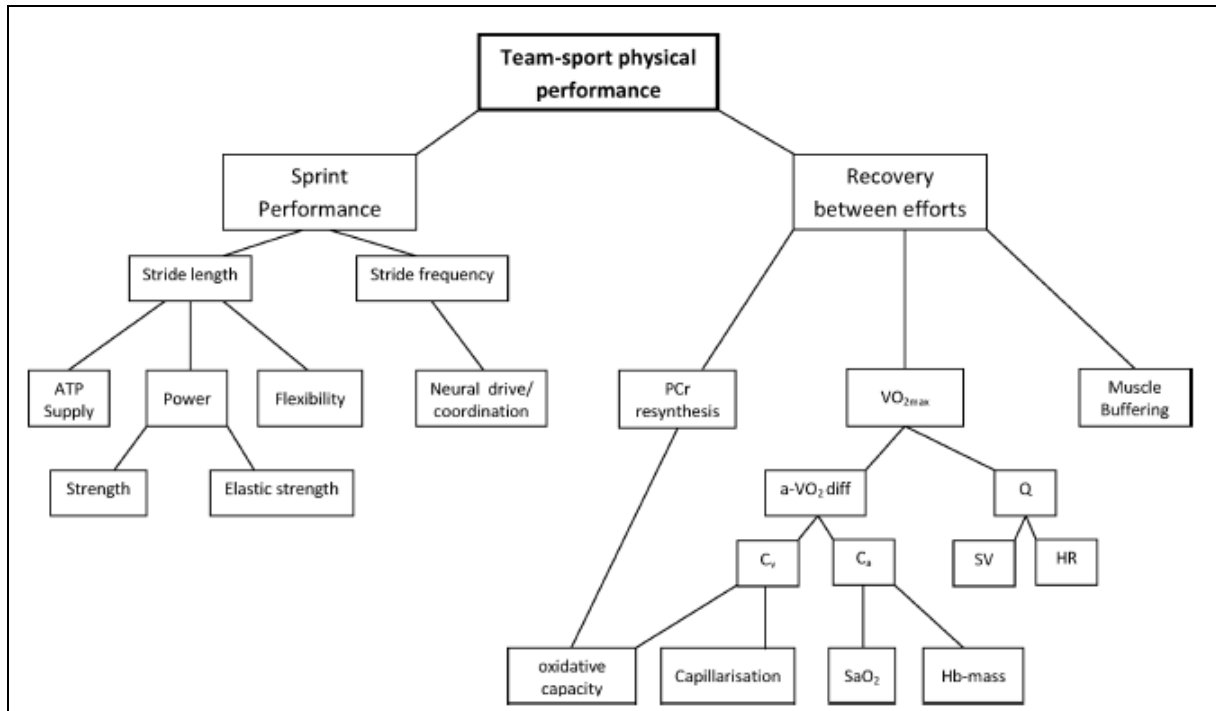 Team-sport physical
performance
Sprint
Performance
Recovery
between efforts
Stride length
Stride frequency
ATP
Supply
Power
Flexibility
Neural drive/
coordination
PCr
resynthesis
VO₂max
Muscle
Buffering
Strength
Elastic strength
a-VO₂ diff
Q
Cᵥ
Cₐ
SV
HR
oxidative
capacity
Capillarisation
SaO₂
Hb-mass